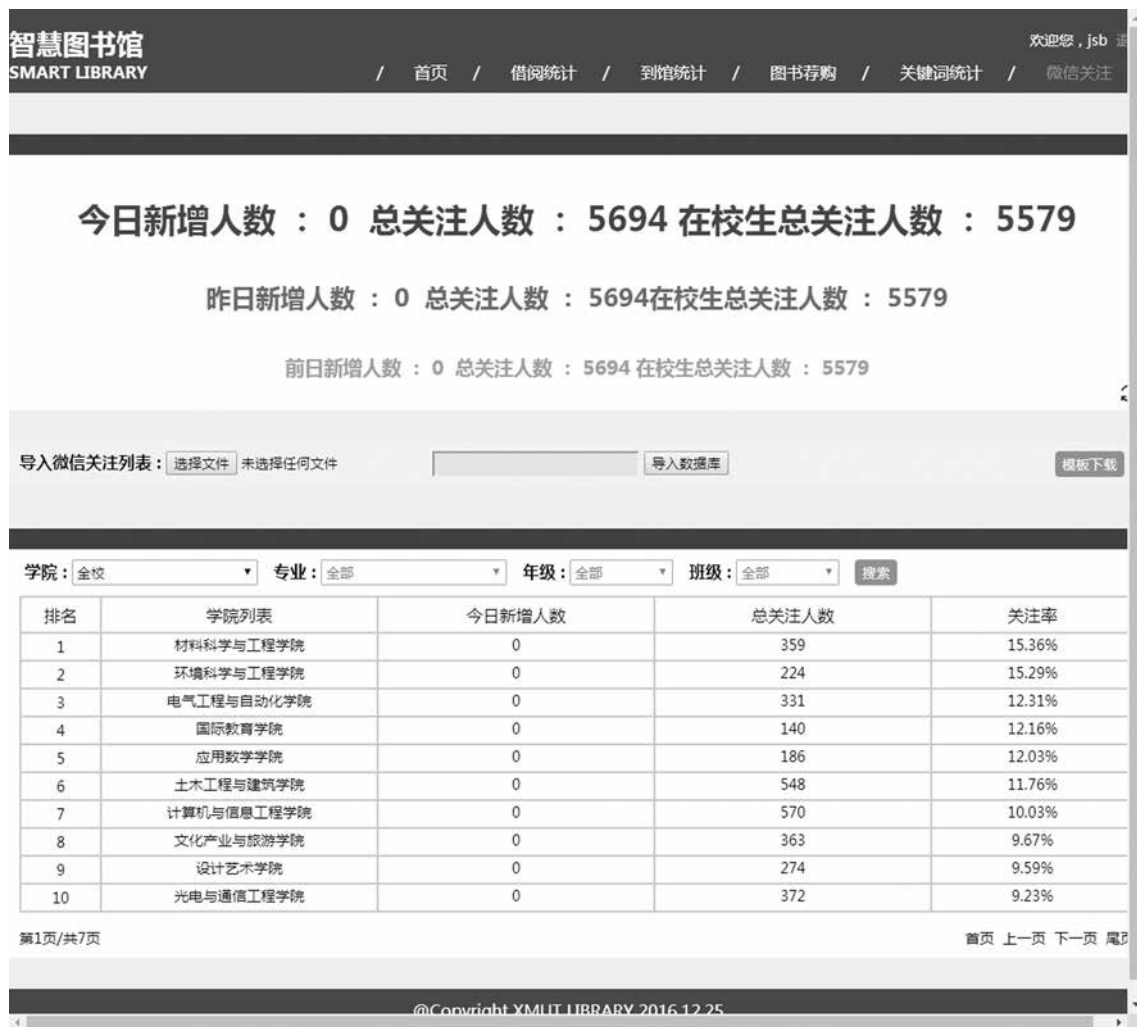 智慧图书馆
欢迎您，jsb
SMART LIBRARY
/ 首页 / 借阅统计 / 到馆统计 / 图书荐购 / 关键词统计 / 微信关注
今日新增人数 : 0 总关注人数 : 5694 在校生总关注人数 : 5579
昨日新增人数 : 0 总关注人数 : 5694在校生总关注人数 : 5579
前日新增人数 : 0 总关注人数 : 5694 在校生总关注人数 : 5579
导入微信关注列表：选择文件 未选择任何文件 导入数据库 模板下载
学院：全校 专业：全部 年级：全部 班级：全部 搜索
排名 学院列表 今日新增人数 总关注人数 关注率
1 材料科学与工程学院 0 359 15.36%
2 环境科学与工程学院 0 224 15.29%
3 电气工程与自动化学院 0 331 12.31%
4 国际教育学院 0 140 12.16%
5 应用数学学院 0 186 12.03%
6 土木工程与建筑学院 0 548 11.76%
7 计算机与信息工程学院 0 570 10.03%
8 文化产业与旅游学院 0 363 9.67%
9 设计艺术学院 0 274 9.59%
10 光电与通信工程学院 0 372 9.23%
第1页/共7页 首页 上一页 下一页 尾页
@Copyright XMUT LIBRARY 2016.12.25